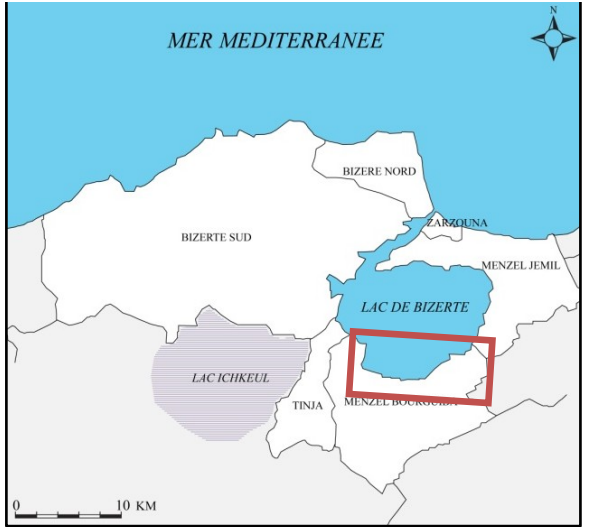 N
MER MEDITERRANEE
BIZERE NORD
ZARZOUNA
BIZERTE SUD
MENZEL JEMIL
LAC DE BIZERTE
LAC ICHKEUL
TINJA
MENZEL BOURGUIBA
0 10 KM